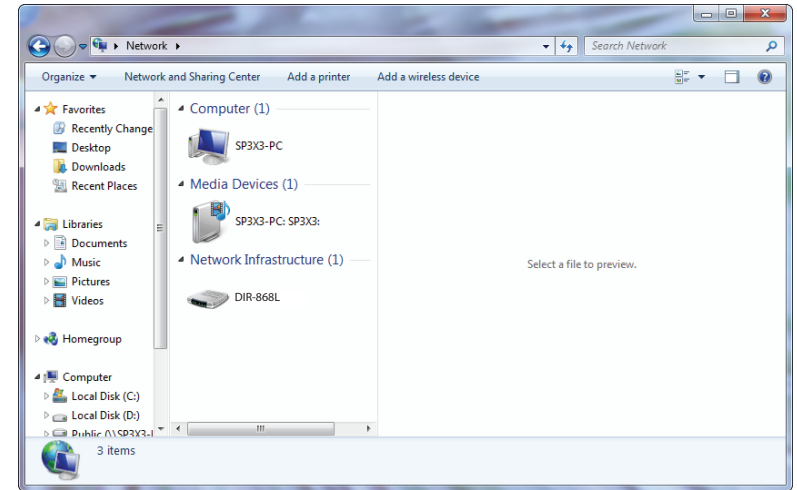 Network
Search Network
Organize Network and Sharing Center Add a printer Add a wireless device
Favorites
Recently Change
Desktop
Downloads
Recent Places
Libraries
Documents
Music
Pictures
Videos
Homegroup
Computer
Local Disk (C:)
Local Disk (D:)
Public (\\SP3X3-
Computer (1)
SP3X3-PC
Media Devices (1)
SP3X3-PC: SP3X3:
Network Infrastructure (1)
DIR-868L
Select a file to preview.
3 items